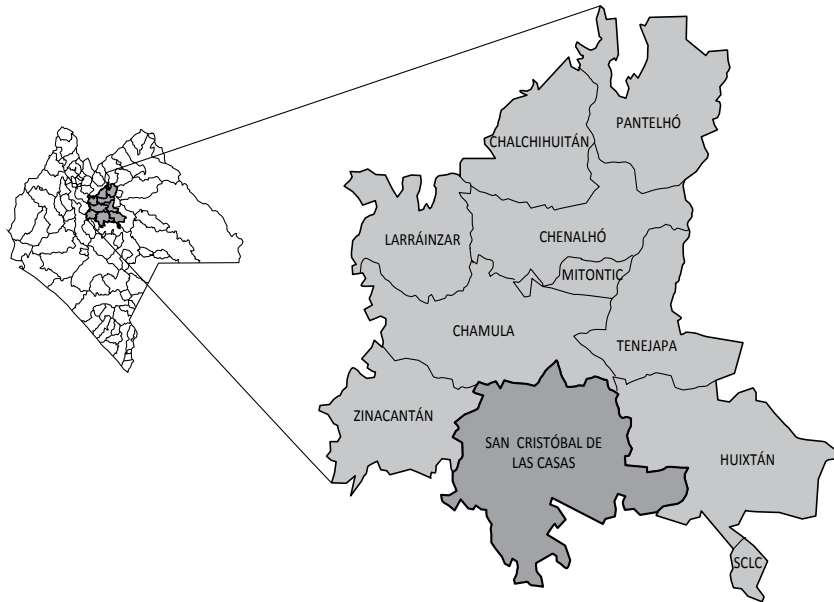 PANTELHÓ
CHALCHIHUITÁN
LARRÁINZAR
CHENALHÓ
MITONTIC
CHAMULA
TENEJAPA
ZINACANTÁN
SAN CRISTÓBAL DE
LAS CASAS
HUIXTÁN
SCLC